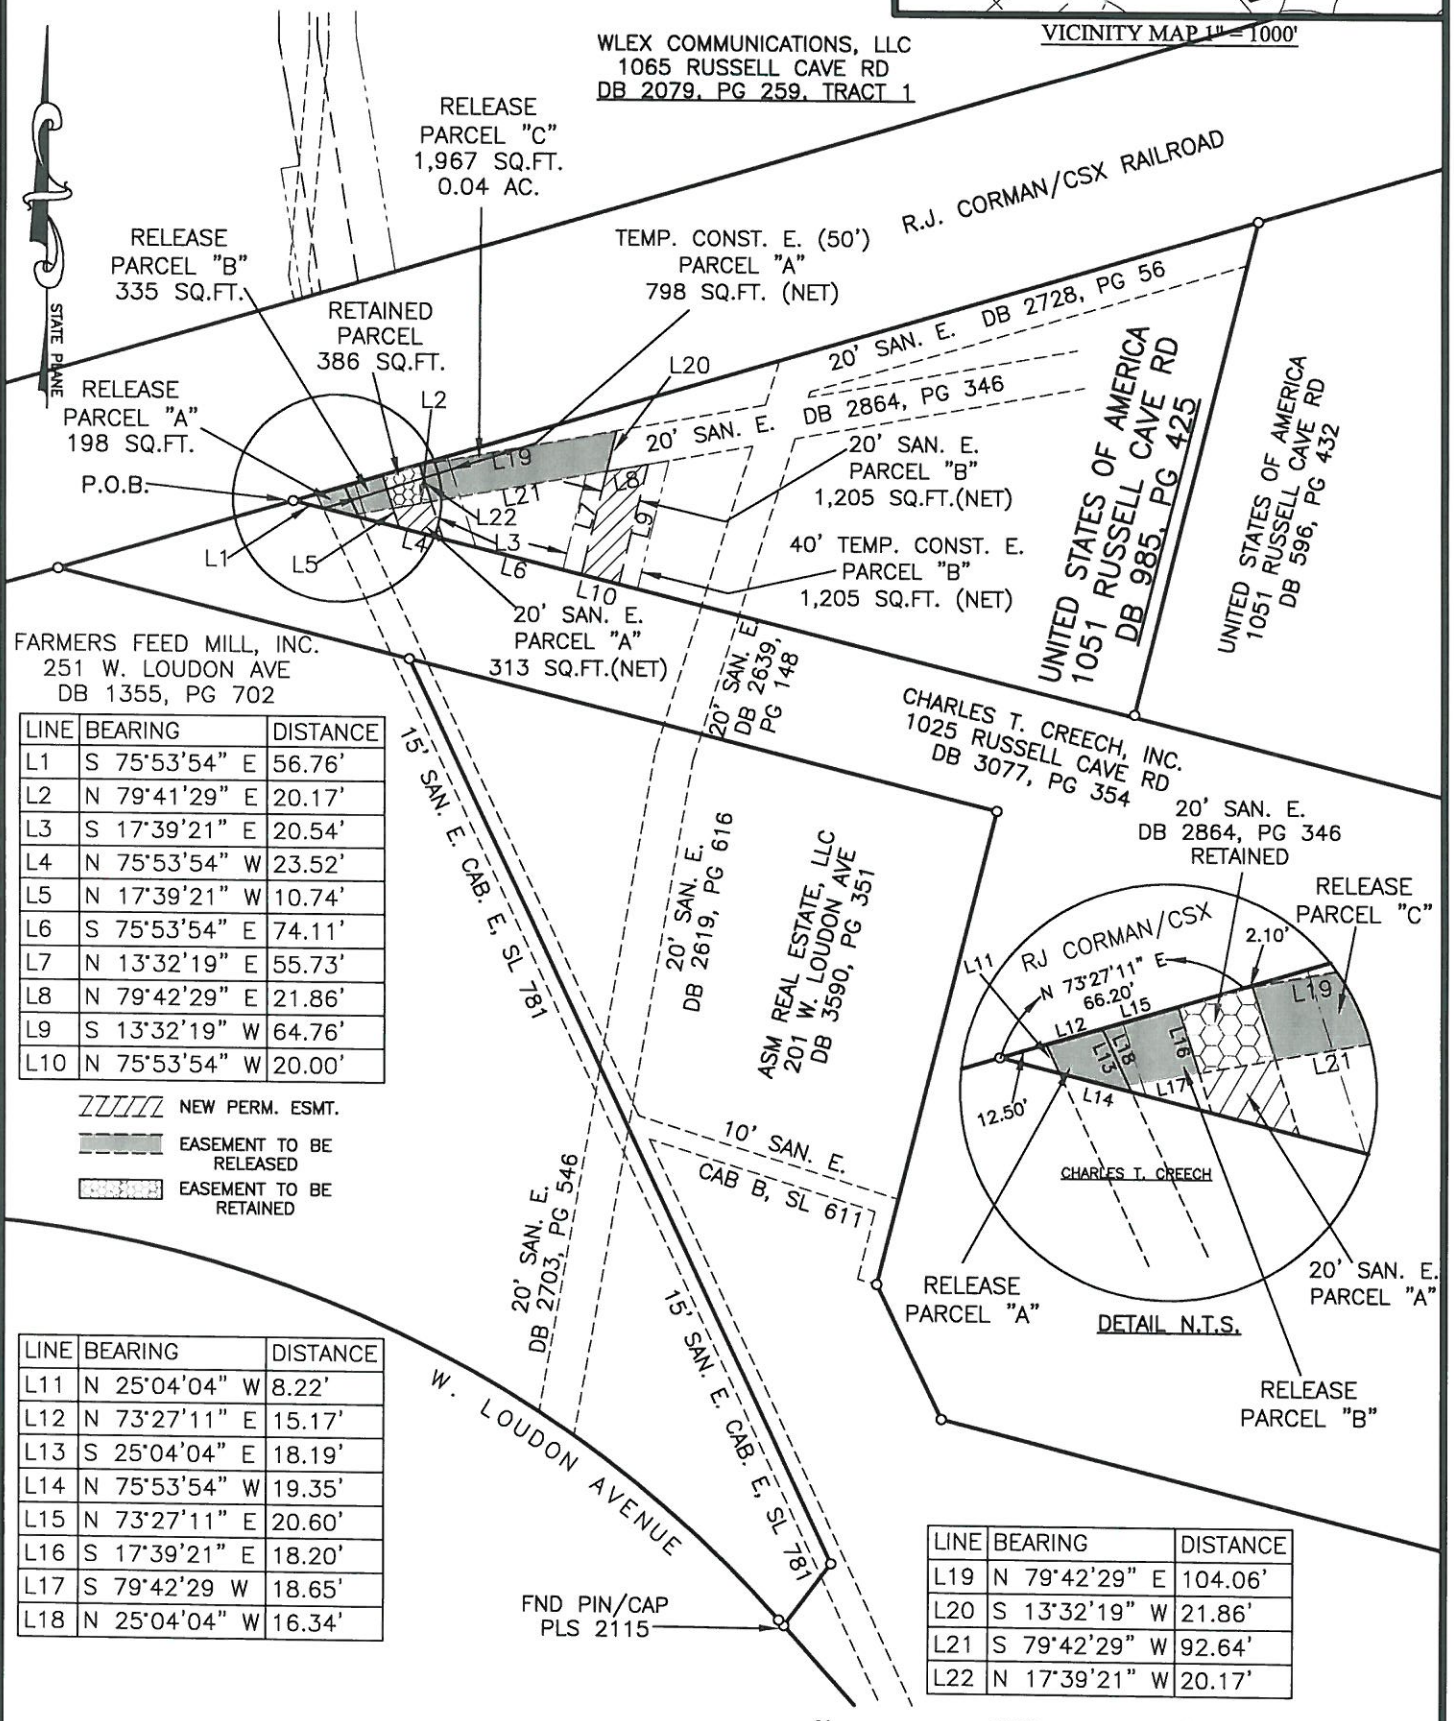 VICINITY MAP 1" = 1000'
WLEX COMMUNICATIONS, LLC
1065 RUSSELL CAVE RD
DB 2079, PG 259, TRACT 1
RELEASE
PARCEL "C"
1,967 SQ.FT.
0.04 AC.
R.J. CORMAN/CSX RAILROAD
RELEASE
PARCEL "B"
335 SQ.FT.
TEMP. CONST. E. (50')
PARCEL "A"
798 SQ.FT. (NET)
STATE PLANE
RETAINED
PARCEL
386 SQ.FT.
20' SAN. E. DB 2728, PG 56
L20
RELEASE
PARCEL "A"
198 SQ.FT.
L2
20' SAN. E. DB 2864, PG 346
P.O.B.
L19
L21
L8
L7
L9
L22
L3
L4
L1
L5
L6
L10
20' SAN. E.
PARCEL "B"
1,205 SQ.FT.(NET)
40' TEMP. CONST. E.
PARCEL "B"
1,205 SQ.FT. (NET)
20' SAN. E.
PARCEL "A"
313 SQ.FT.(NET)
UNITED STATES OF AMERICA
1051 RUSSELL CAVE RD
DB 985, PG 425
UNITED STATES OF AMERICA
1051 RUSSELL CAVE RD
DB 596, PG 432
FARMERS FEED MILL, INC.
251 W. LOUDON AVE
DB 1355, PG 702
20' SAN. E.
DB 2639,
PG 148
CHARLES T. CREECH, INC.
1025 RUSSELL CAVE RD
DB 3077, PG 354
LINE BEARING DISTANCE
L1 S 75°53'54" E 56.76'
L2 N 79°41'29" E 20.17'
L3 S 17°39'21" E 20.54'
L4 N 75°53'54" W 23.52'
L5 N 17°39'21" W 10.74'
L6 S 75°53'54" E 74.11'
L7 N 13°32'19" E 55.73'
L8 N 79°42'29" E 21.86'
L9 S 13°32'19" W 64.76'
L10 N 75°53'54" W 20.00'
NEW PERM. ESMT.
EASEMENT TO BE
RELEASED
EASEMENT TO BE
RETAINED
15' SAN. E. CAB. E, SL 781
20' SAN. E.
DB 2619, PG 616
ASM REAL ESTATE, LLC
201 W. LOUDON AVE
DB 3590, PG 351
10' SAN. E.
CAB B, SL 611
20' SAN. E.
DB 2703, PG 546
15' SAN. E. CAB. E, SL 781
20' SAN. E.
DB 2864, PG 346
RETAINED
RELEASE
PARCEL "C"
RJ CORMAN/CSX
2.10'
L11
N 73°27'11" E
66.20'
L12
L15
L19
L13
L18
L16
L21
L17
L14
12.50'
CHARLES T. CREECH
RELEASE
PARCEL "A"
20' SAN. E.
PARCEL "A"
DETAIL N.T.S.
RELEASE
PARCEL "B"
W. LOUDON AVENUE
LINE BEARING DISTANCE
L11 N 25°04'04" W 8.22'
L12 N 73°27'11" E 15.17'
L13 S 25°04'04" E 18.19'
L14 N 75°53'54" W 19.35'
L15 N 73°27'11" E 20.60'
L16 S 17°39'21" E 18.20'
L17 S 79°42'29 W 18.65'
L18 N 25°04'04" W 16.34'
FND PIN/CAP
PLS 2115
LINE BEARING DISTANCE
L19 N 79°42'29" E 104.06'
L20 S 13°32'19" W 21.86'
L21 S 79°42'29" W 92.64'
L22 N 17°39'21" W 20.17'